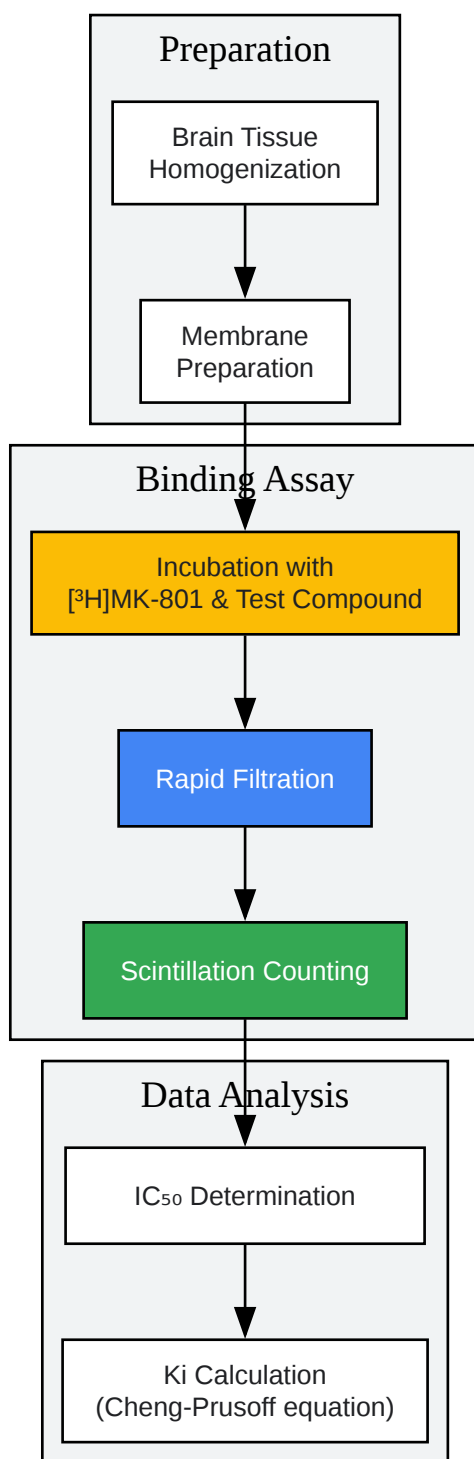 Preparation
Brain Tissue
Homogenization
Membrane
Preparation
Binding Assay
Incubation with
[³H]MK-801 & Test Compound
Rapid Filtration
Scintillation Counting
Data Analysis
IC₅₀ Determination
Ki Calculation
(Cheng-Prusoff equation)